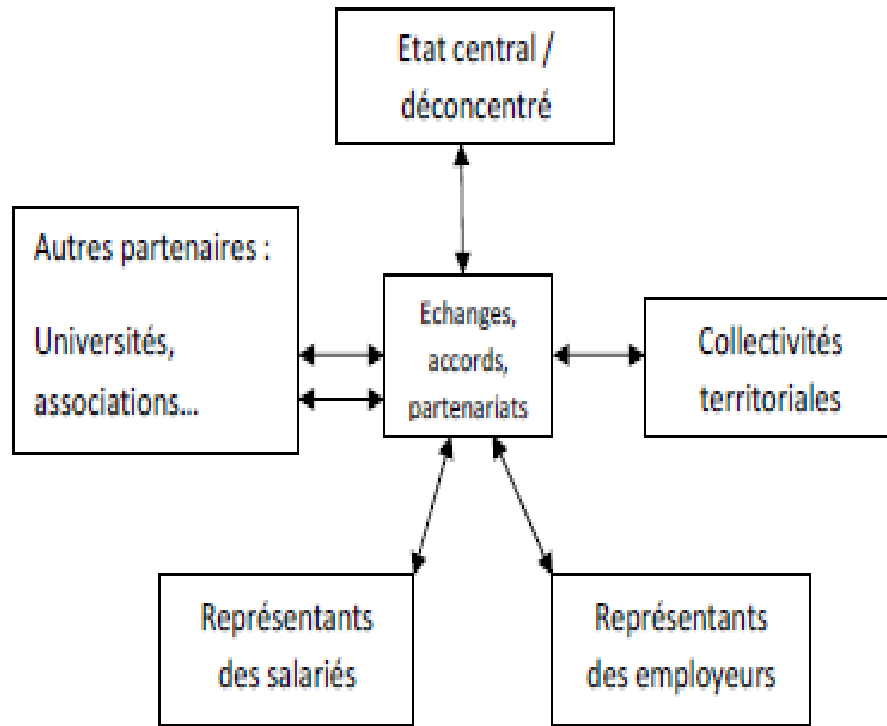 Etat central /
déconcentré
Autres partenaires :
Universités,
associations...
Echanges,
accords,
partenariats
Collectivités
territoriales
Représentants
des salariés
Représentants
des employeurs